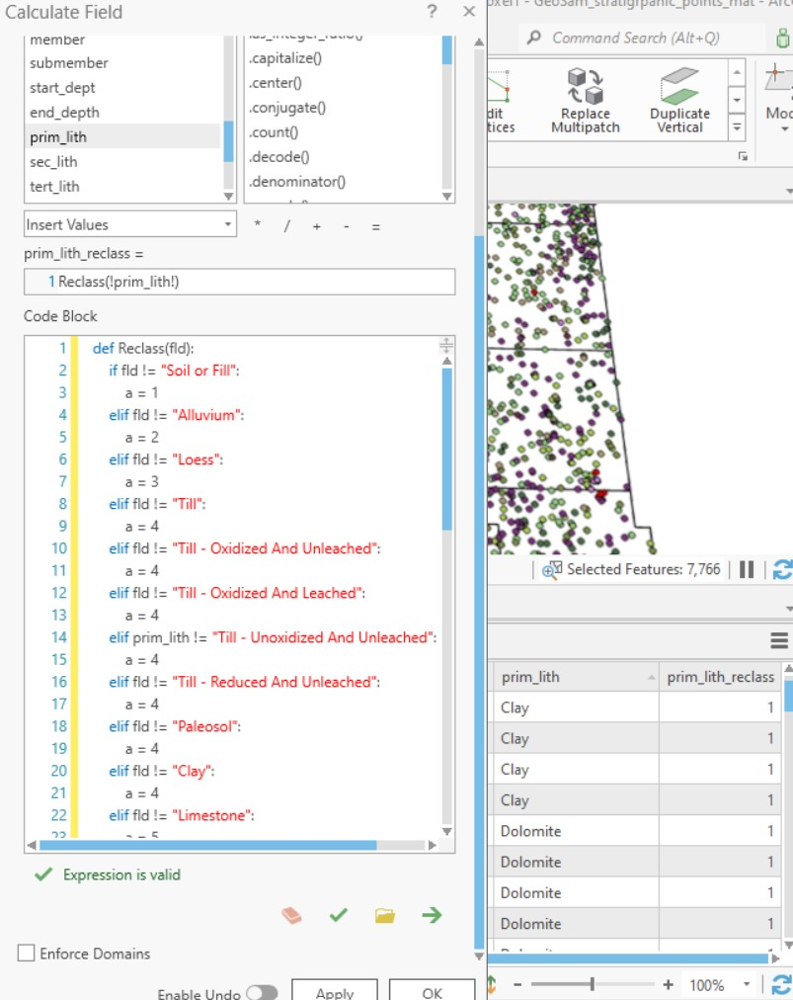 Calculate Field
?
×
member
submember
start_dept
end_depth
prim_lith
sec_lith
tert_lith
.as_integer_ratio()
.capitalize()
.center()
.conjugate()
.count()
.decode()
.denominator()
Insert Values
* / + - =
prim_lith_reclass =
1 Reclass(!prim_lith!)
Code Block
1 def Reclass(fld):
2 if fld != "Soil or Fill":
3 a = 1
4 elif fld != "Alluvium":
5 a = 2
6 elif fld != "Loess":
7 a = 3
8 elif fld != "Till":
9 a = 4
10 elif fld != "Till - Oxidized And Unleached":
11 a = 4
12 elif fld != "Till - Oxidized And Leached":
13 a = 4
14 elif prim_lith != "Till - Unoxidized And Unleached":
15 a = 4
16 elif fld != "Till - Reduced And Unleached":
17 a = 4
18 elif fld != "Paleosol":
19 a = 4
20 elif fld != "Clay":
21 a = 4
22 elif fld != "Limestone":
23 a = 5
Expression is valid
Enforce Domains
Enable Undo
Apply
OK
GeoSam_stratigrpahic_points_mat - Arc
Command Search (Alt+Q)
dit
tices
Replace
Multipatch
Duplicate
Vertical
Mod
Selected Features: 7,766
prim_lith prim_lith_reclass
Clay 1
Clay 1
Clay 1
Clay 1
Dolomite 1
Dolomite 1
Dolomite 1
Dolomite 1
- + 100%